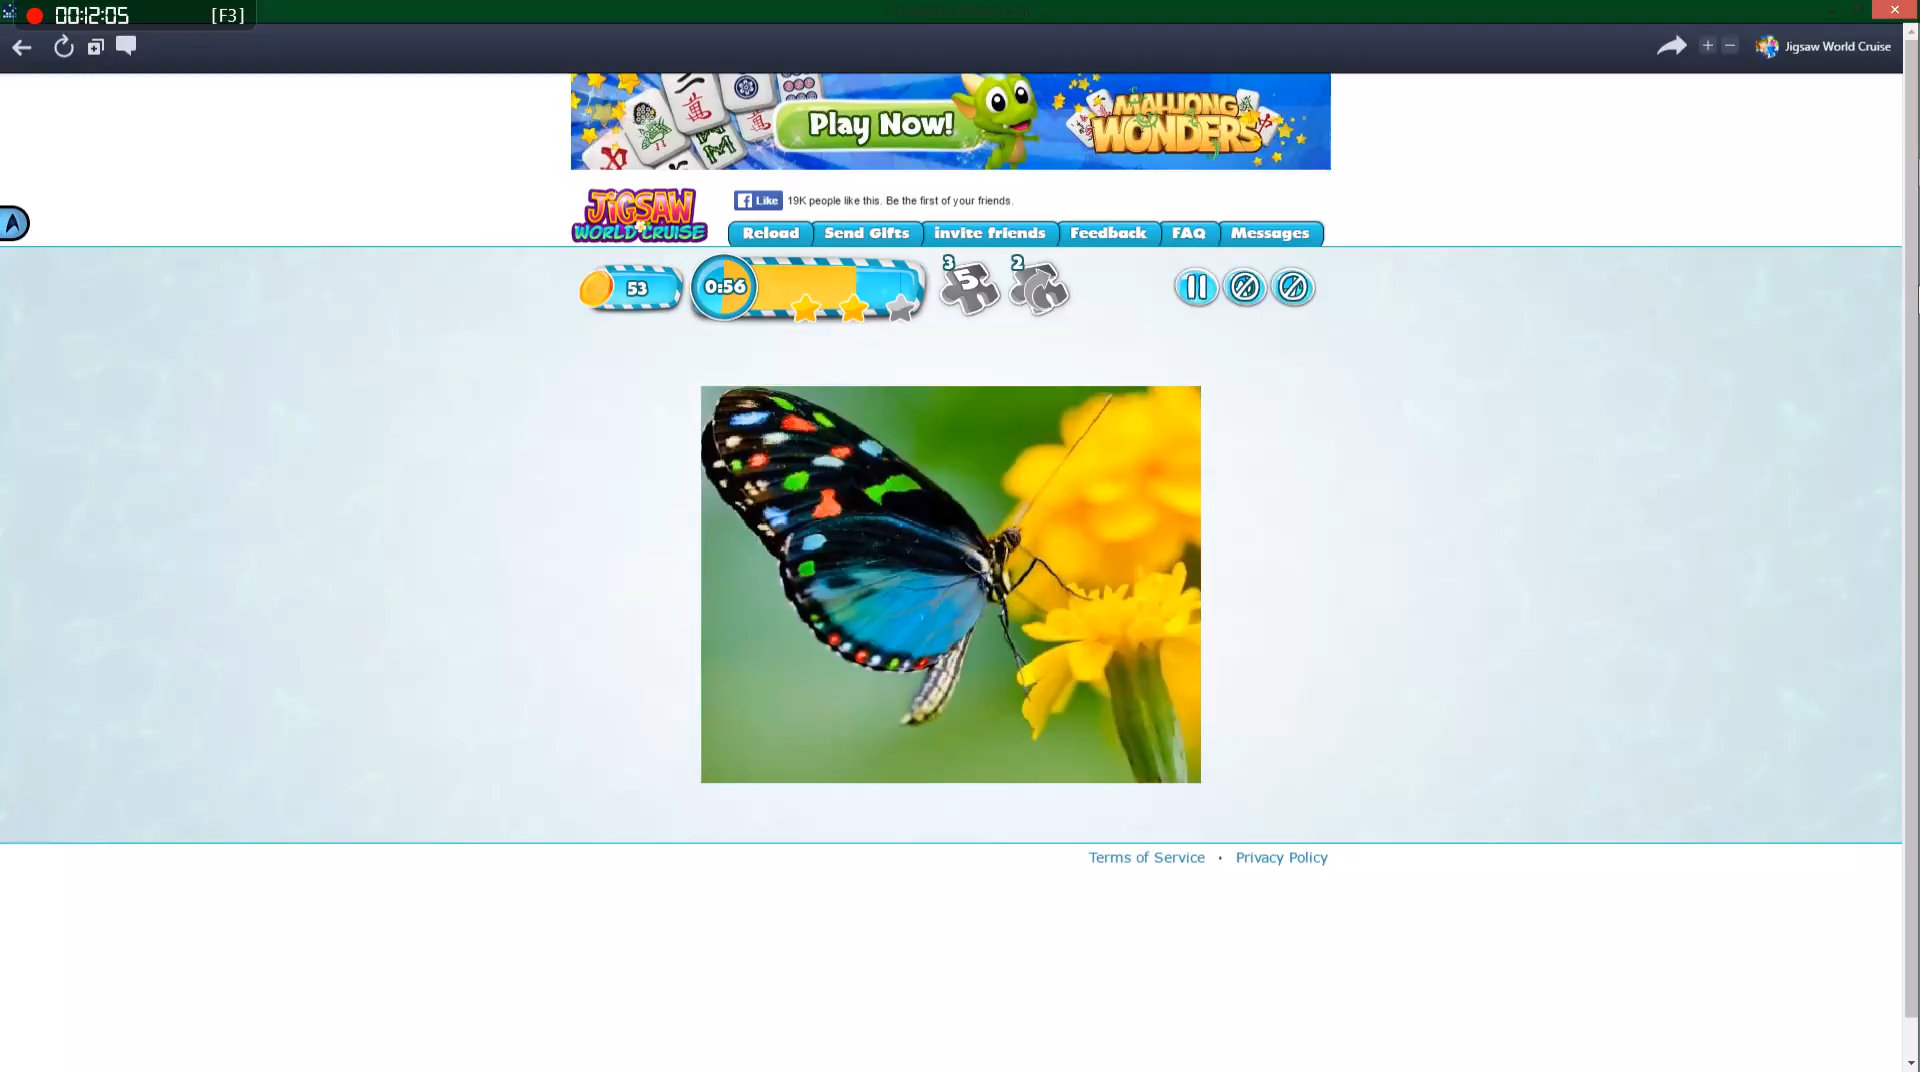 00:12:05 [F3]
Jigsaw World Cruise
Play Now!
MAHJONG
WONDERS
JIGSAW
WORLD CRUISE
Like 19K people like this. Be the first of your friends.
Reload Send Gifts invite friends Feedback FAQ Messages
53 0:56 3 5 2
Terms of Service · Privacy Policy